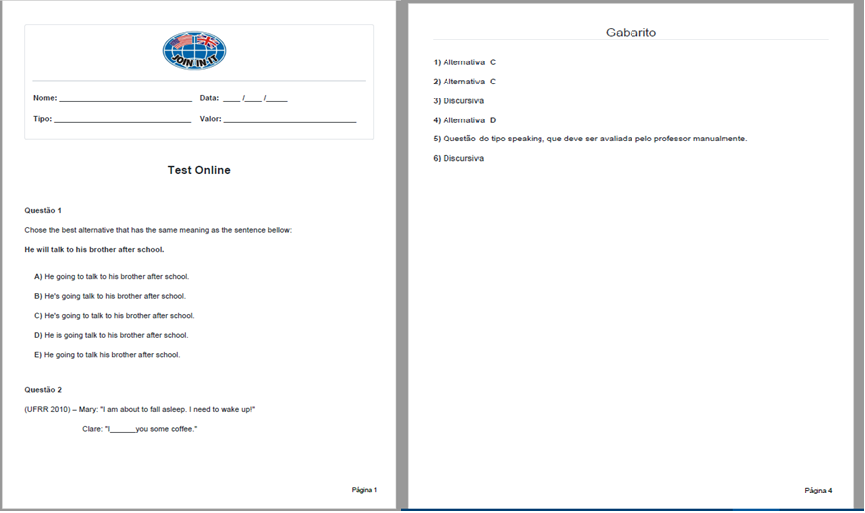 JOIN IN IT
Nome: ______________________________ Data: ____ /____ /_____
Tipo: _______________________________ Valor: ______________________________
Test Online
Questão 1
Chose the best alternative that has the same meaning as the sentence bellow:
He will talk to his brother after school.
A) He going to talk to his brother after school.
B) He's going talk to his brother after school.
C) He's going to talk to his brother after school.
D) He is going talk to his brother after school.
E) He going to talk his brother after school.
Questão 2
(UFRR 2010) – Mary: "I am about to fall asleep. I need to wake up!"
Clare: "I______you some coffee."
Página 1
Gabarito
1) Alternativa C
2) Alternativa C
3) Discursiva
4) Alternativa D
5) Questão do tipo speaking, que deve ser avaliada pelo professor manualmente.
6) Discursiva
Págna 4